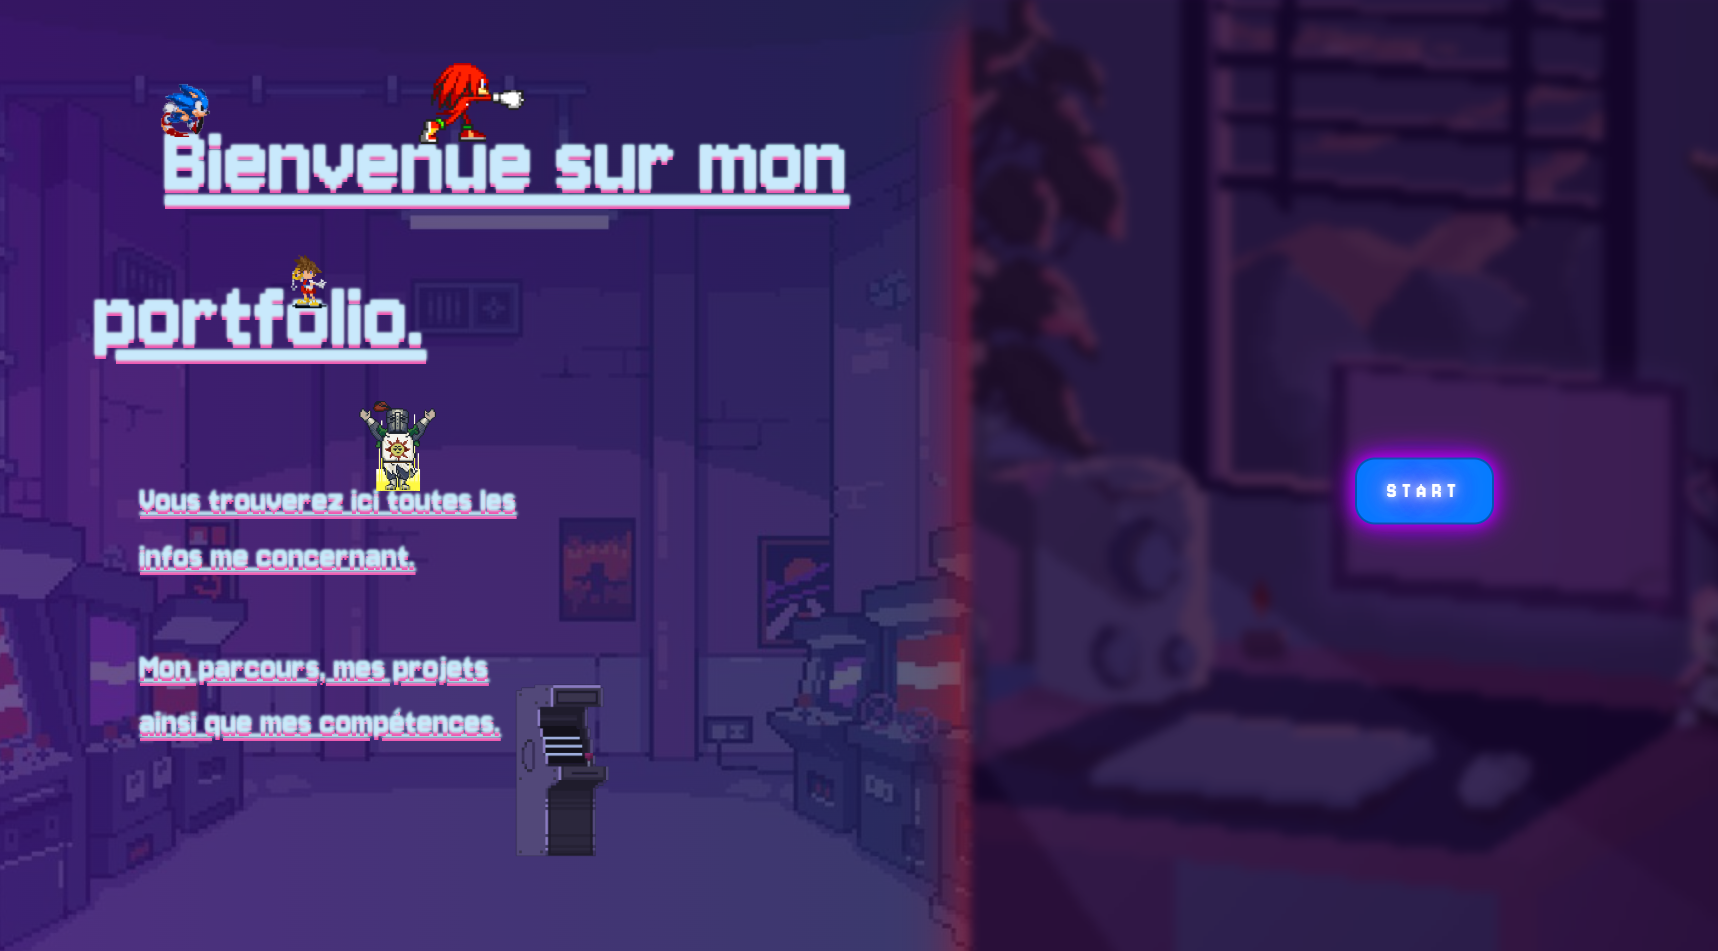 Bienvenue sur mon
portfolio.
Vous trouverez ici toutes les
infos me concernant.
Mon parcours, mes projets
ainsi que mes compétences.
START